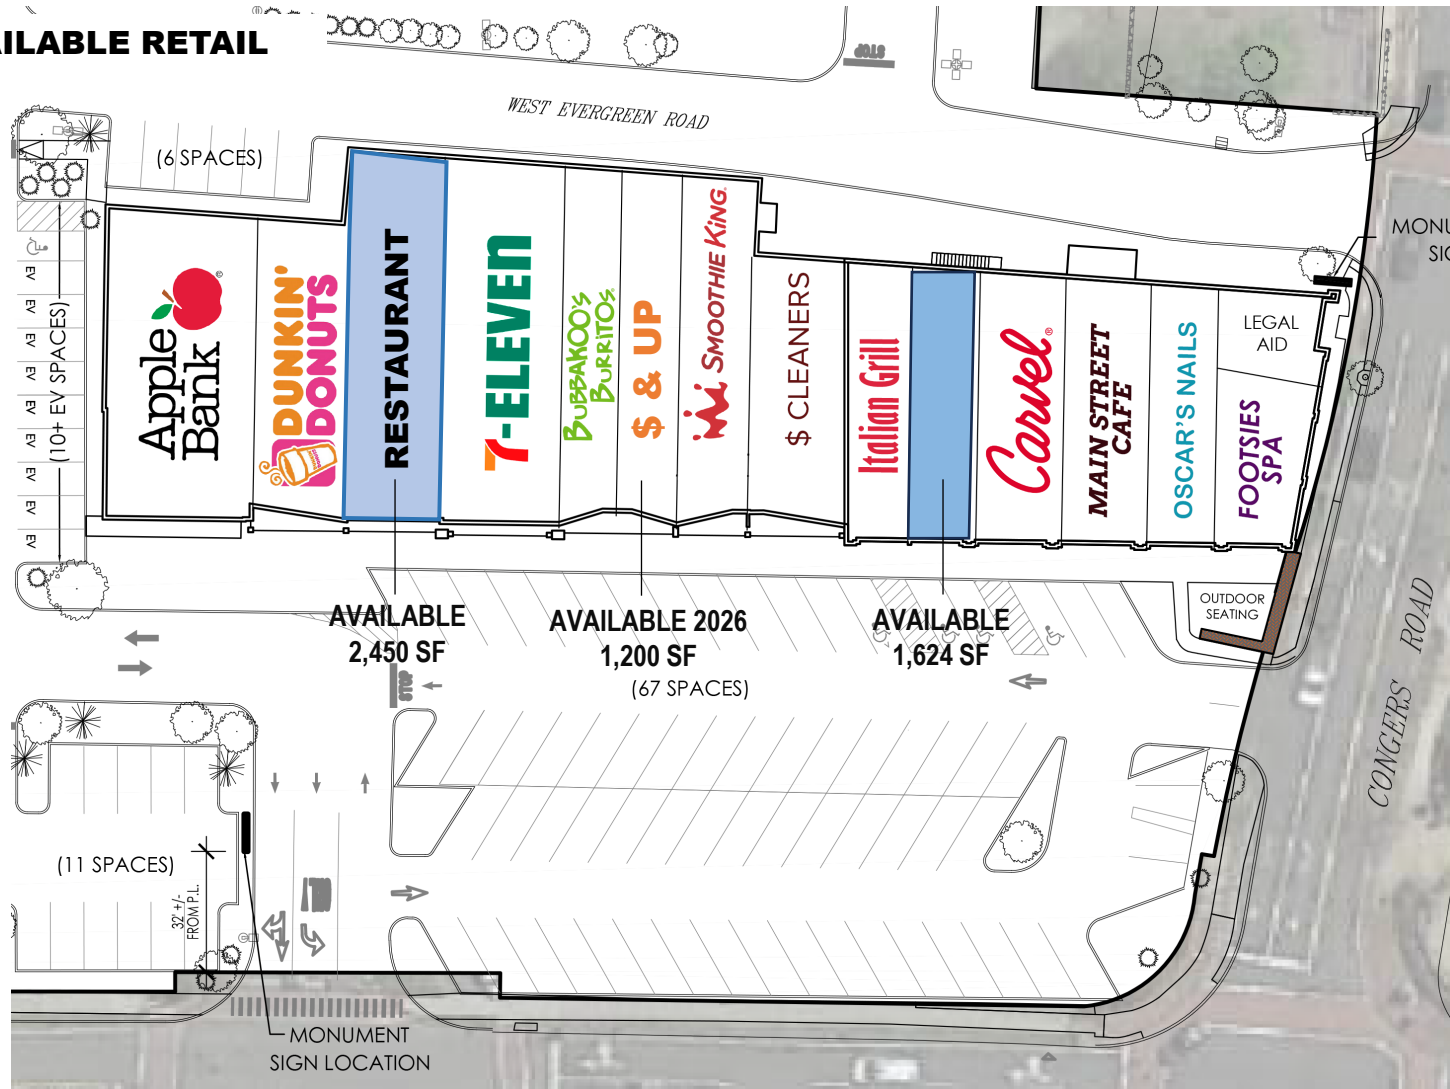 AILABLE RETAIL
STOP
WEST EVERGREEN ROAD
(6 SPACES)
MONU
SIG
(10+ EV SPACES)
EV
EV
EV
EV
EV
EV
EV
EV
EV
Apple
Bank
DUNKIN'
DONUTS
RESTAURANT
7-ELEVEN
BUBBAKOO'S
BURRITOS
$ & UP
SMOOTHIE KING
$ CLEANERS
Italian Grill
Carvel
MAIN STREET
CAFE
OSCAR'S NAILS
LEGAL
AID
FOOTSIES
SPA
OUTDOOR
SEATING
AVAILABLE
2,450 SF
AVAILABLE 2026
1,200 SF
(67 SPACES)
AVAILABLE
1,624 SF
STOP
CONGERS ROAD
(11 SPACES)
32' +/-
FROM P.L.
MONUMENT
SIGN LOCATION